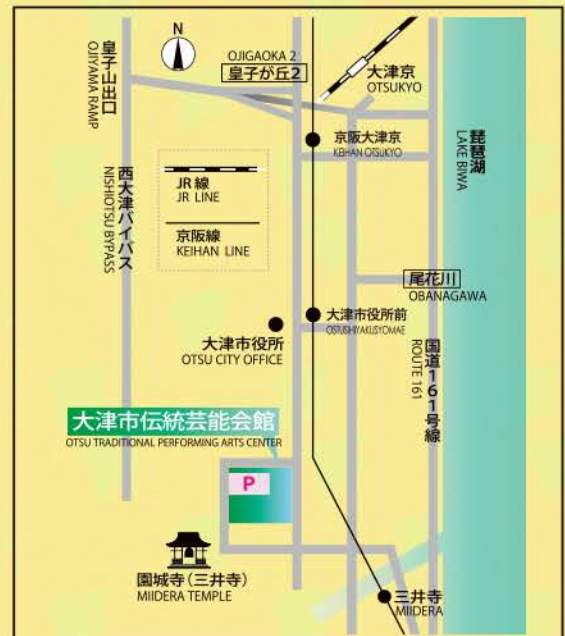 N
皇子山出口
OJIYAMA RAMP
OJIGAOKA 2
皇子が丘2
大津京
OTSUKYO
京阪大津京
KEIHAN OTSUKYO
琵琶湖
LAKE BIWA
西大津バイパス
NISHIOTSU BYPASS
JR線
JR LINE
京阪線
KEIHAN LINE
尾花川
OBANAGAWA
大津市役所
OTSU CITY OFFICE
大津市役所前
OSTUSHIYAKUSYOMAE
国道161号線
ROUTE 161
大津市伝統芸能会館
OTSU TRADITIONAL PERFORMING ARTS CENTER
P
園城寺(三井寺)
MIIDERA TEMPLE
三井寺
MIIDERA